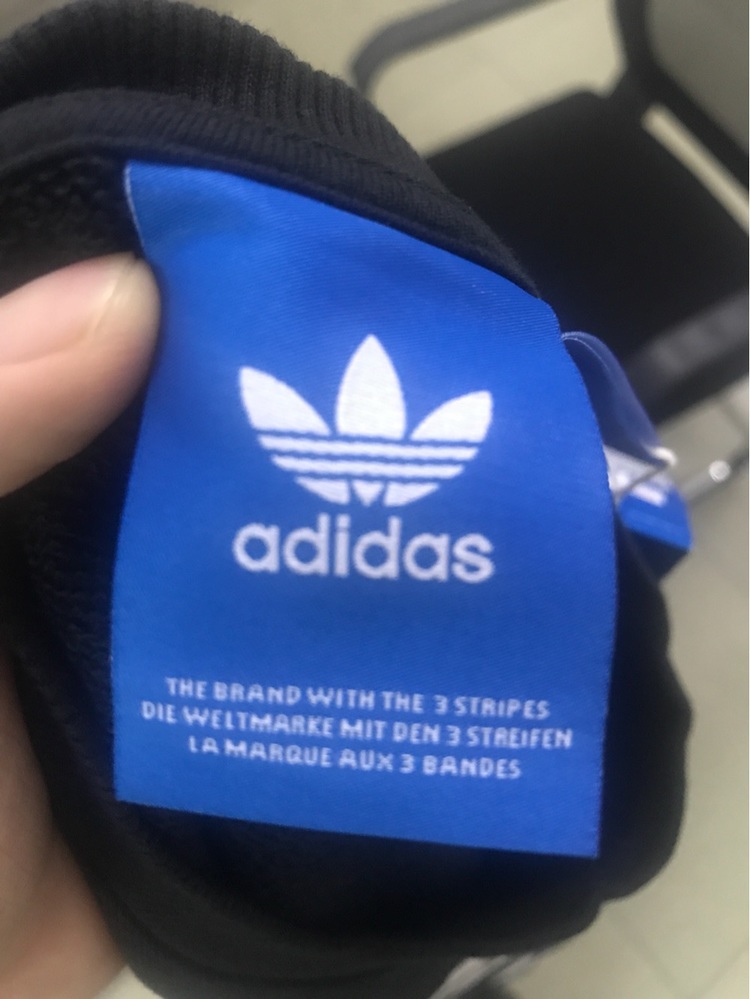 adidas
THE BRAND WITH THE 3 STRIPES
DIE WELTMARKE MIT DEN 3 STREIFEN
LA MARQUE AUX 3 BANDES